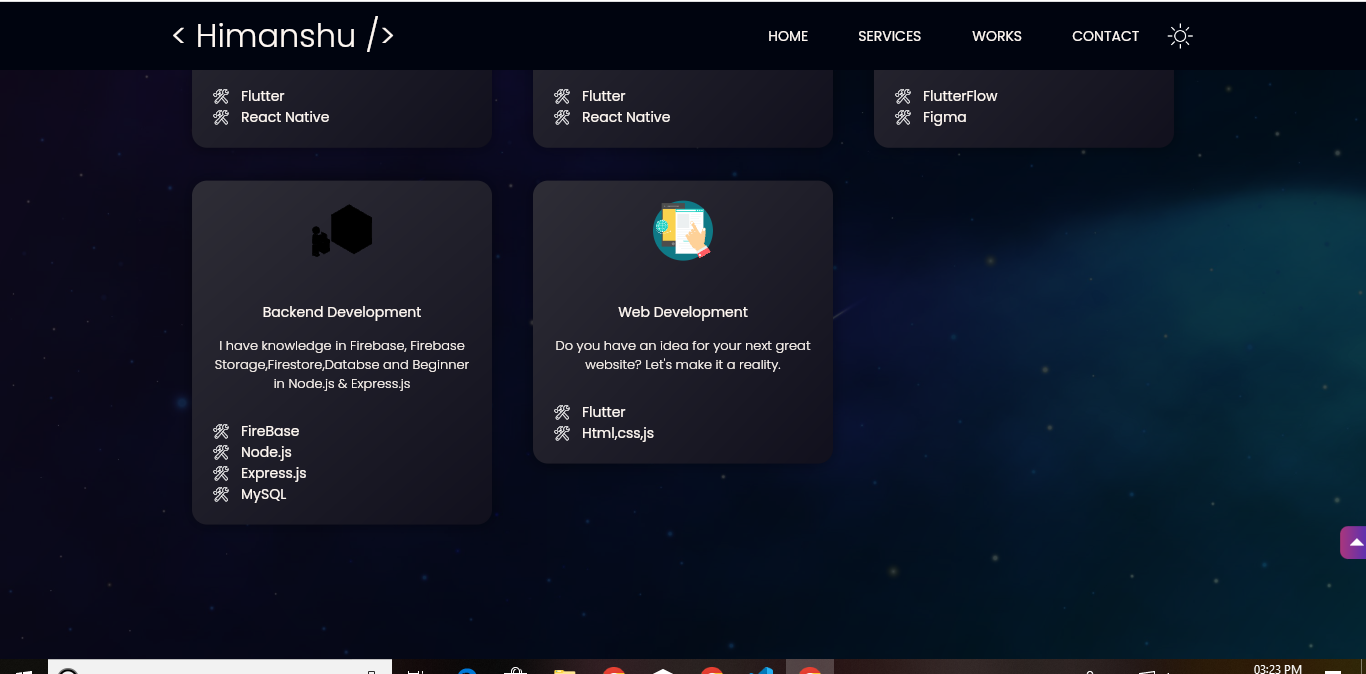 < Himanshu />
HOME SERVICES WORKS CONTACT
Flutter
React Native
Flutter
React Native
FlutterFlow
Figma
Backend Development
I have knowledge in Firebase, Firebase
Storage,Firestore,Databse and Beginner
in Node.js & Express.js
FireBase
Node.js
Express.js
MySQL
Web Development
Do you have an idea for your next great
website? Let's make it a reality.
Flutter
Html,css,js
03:23 PM